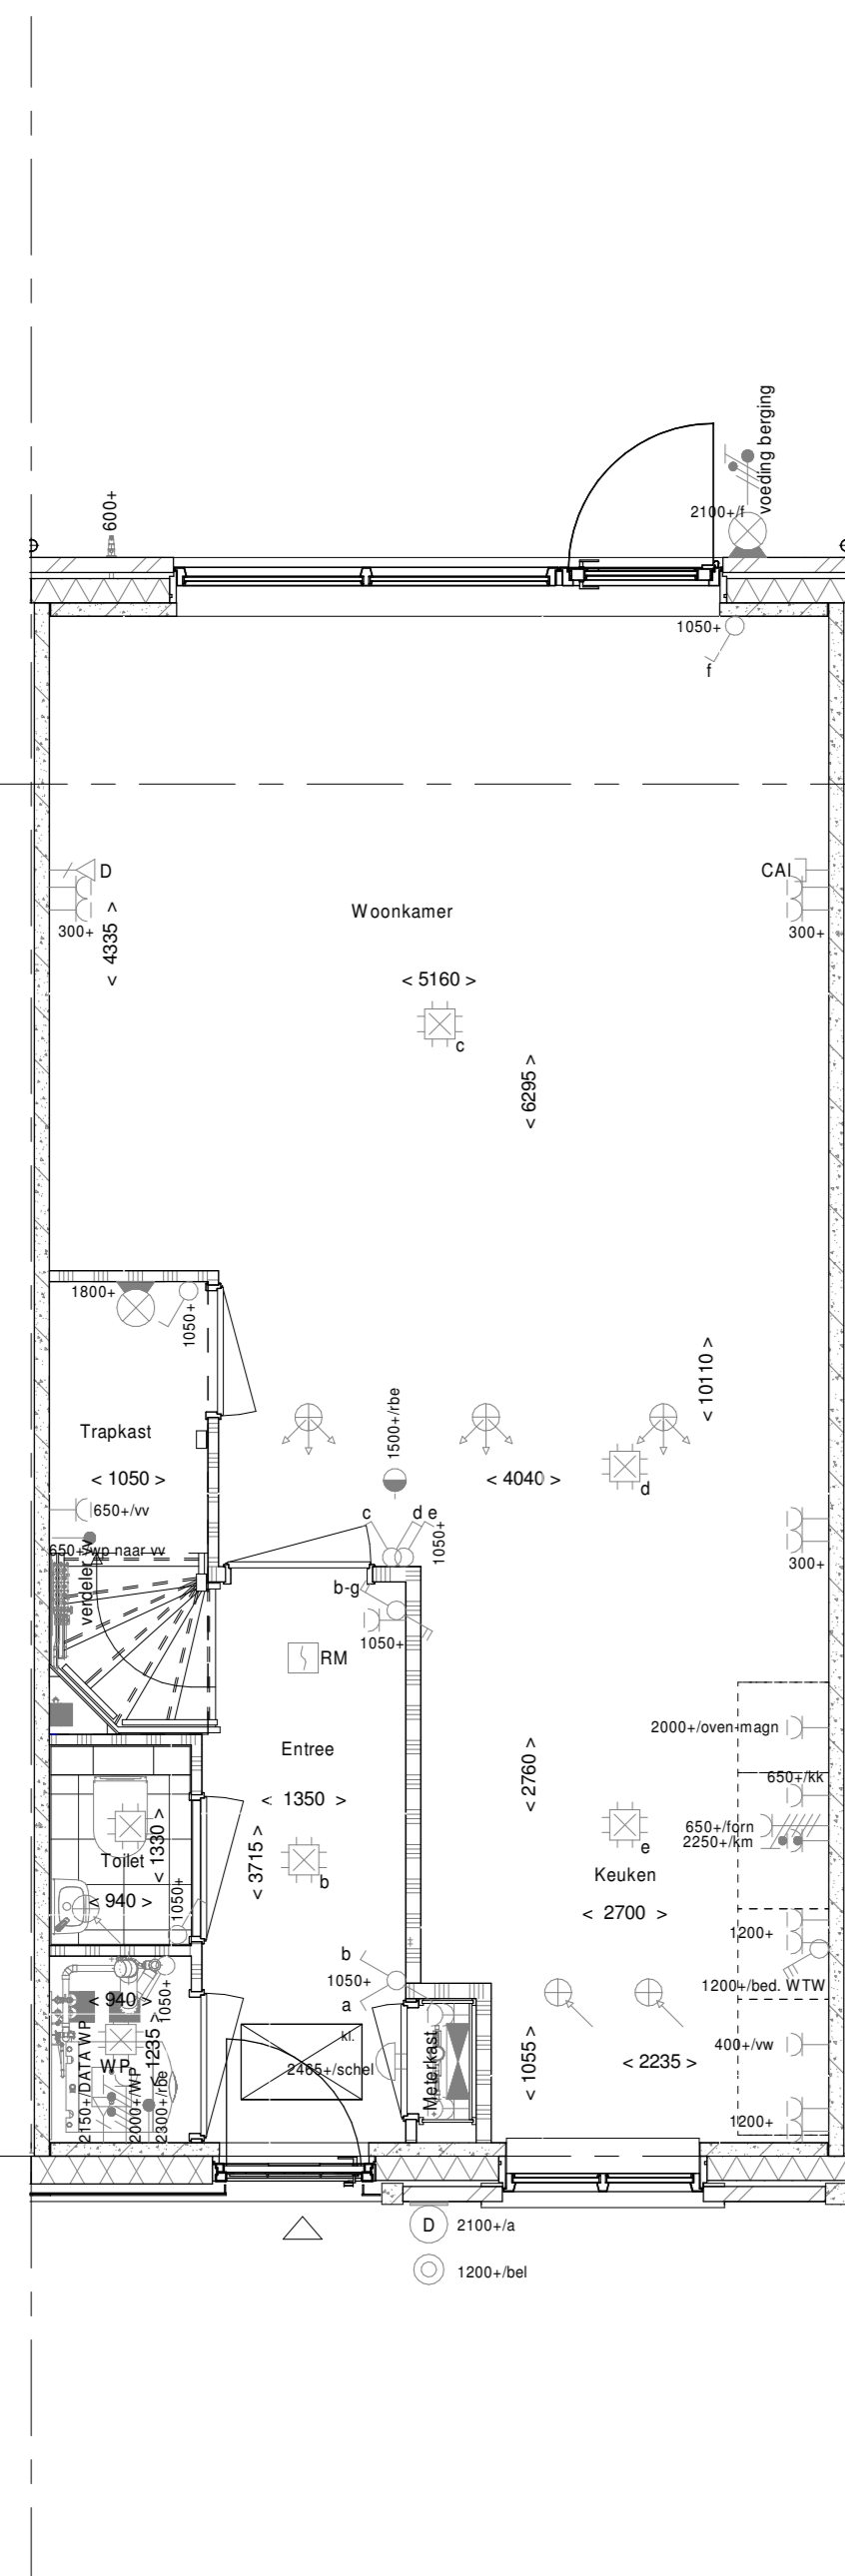 voeding berging
600+
2100+/f
1050+
f
D
300+
< 4335 >
CAI
300+
Woonkamer
< 5160 >
c
< 6295 >
1800+
1050+
< 10110 >
Trapkast
< 1050 >
1500+/rbe
< 4040 >
d
650+/vv
c
d e
1050+
650+/wp naar vv
verdeler vv
300+
b-g
1050+
RM
2000+/oven-magn
Entree
< 1350 >
< 2760 >
650+/kk
650+/forn
2250+/km
e
Keuken
< 2700 >
Toilet
< 1330 >
< 940 >
1050+
< 3715 >
b
1200+
b
1050+
a
1200+/bed. WTW
< 940 >
1050+
WP
< 1235 >
2150+/DATA WP
2000+/WP
2300+/rbe
kl.
2465+/schel
Meterkast
< 1055 >
< 2235 >
400+/vw
1200+
D
2100+/a
1200+/bel